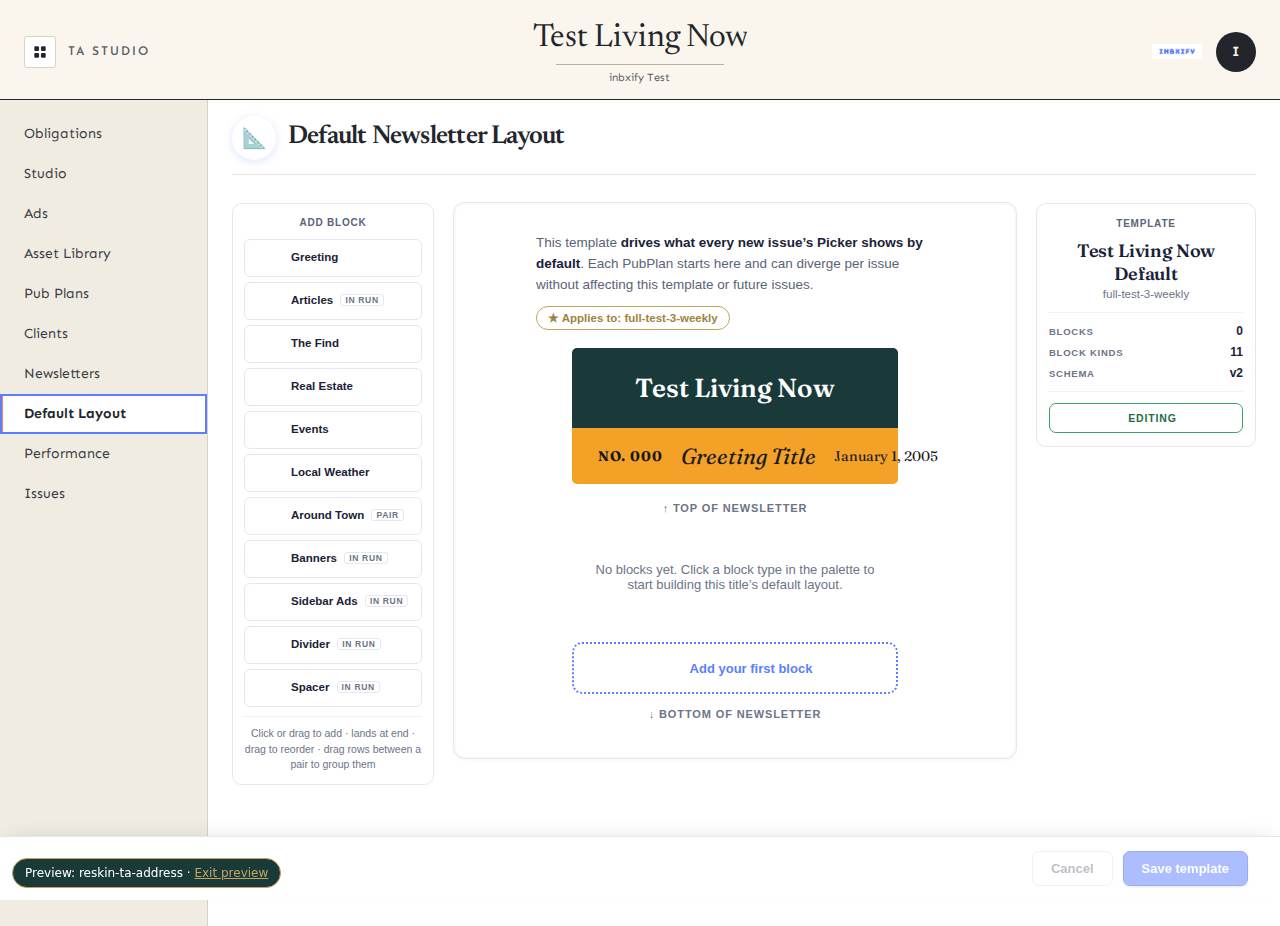 TA STUDIO
Test Living Now
inbxify Test
INBXIFY
I
Obligations
Studio
Ads
Asset Library
Pub Plans
Clients
Newsletters
Default Layout
Performance
Issues
Default Newsletter Layout
ADD BLOCK
Greeting
Articles IN RUN
The Find
Real Estate
Events
Local Weather
Around Town PAIR
Banners IN RUN
Sidebar Ads IN RUN
Divider IN RUN
Spacer IN RUN
Click or drag to add · lands at end ·
drag to reorder · drag rows between a
pair to group them
This template drives what every new issue’s Picker shows by
default. Each PubPlan starts here and can diverge per issue
without affecting this template or future issues.
★ Applies to: full-test-3-weekly
Test Living Now
NO. 000 Greeting Title January 1, 2005
↑ TOP OF NEWSLETTER
No blocks yet. Click a block type in the palette to
start building this title’s default layout.
Add your first block
↓ BOTTOM OF NEWSLETTER
TEMPLATE
Test Living Now
Default
full-test-3-weekly
BLOCKS 0
BLOCK KINDS 11
SCHEMA v2
EDITING
Preview: reskin-ta-address · Exit preview
Cancel
Save template